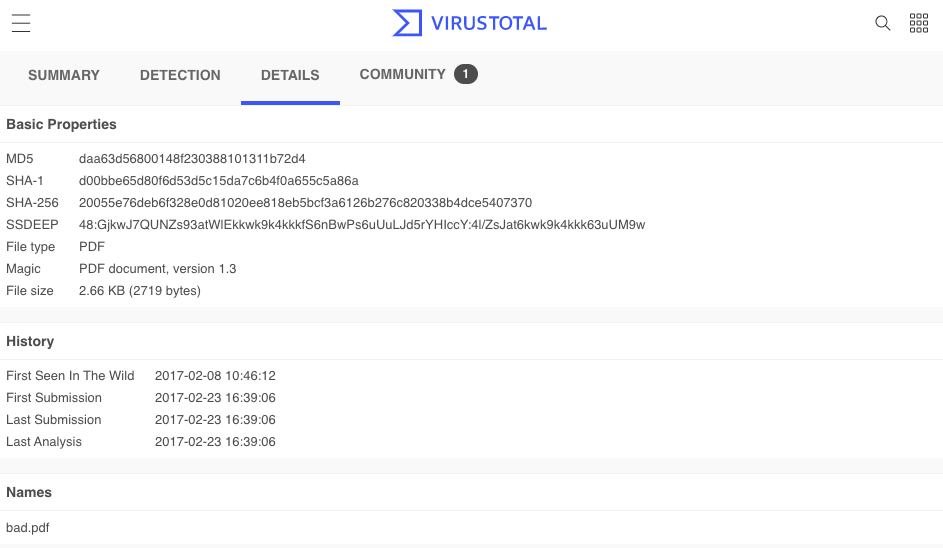 VIRUSTOTAL
SUMMARY DETECTION DETAILS COMMUNITY 1
Basic Properties
MD5 daa63d56800148f230388101311b72d4
SHA-1 d00bbe65d80f6d53d5c15da7c6b4f0a655c5a86a
SHA-256 20055e76deb6f328e0d81020ee818eb5bcf3a6126b276c820338b4dce5407370
SSDEEP 48:GjkwJ7QUNZs93atWlEkkwk9k4kkkfS6nBwPs6uUuLJd5rYHIccY:4l/ZsJat6kwk9k4kkk63uUM9w
File type PDF
Magic PDF document, version 1.3
File size 2.66 KB (2719 bytes)
History
First Seen In The Wild 2017-02-08 10:46:12
First Submission 2017-02-23 16:39:06
Last Submission 2017-02-23 16:39:06
Last Analysis 2017-02-23 16:39:06
Names
bad.pdf